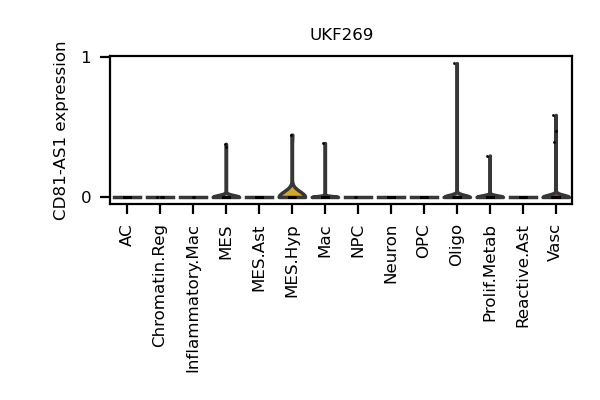 UKF269
CD81-AS1 expression
1
0
AC
Chromatin.Reg
Inflammatory.Mac
MES
MES.Ast
MES.Hyp
Mac
NPC
Neuron
OPC
Oligo
Prolif.Metab
Reactive.Ast
Vasc